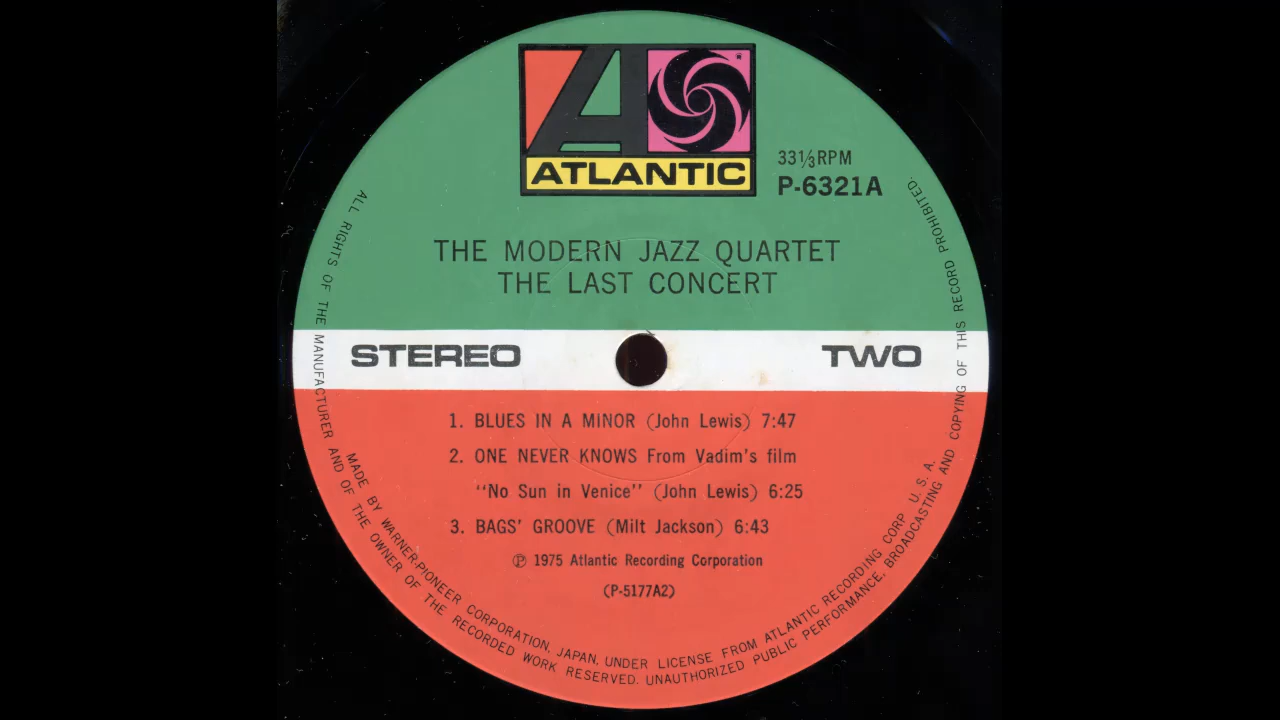 ATLANTIC
33⅓RPM
P-6321A
THE MODERN JAZZ QUARTET
THE LAST CONCERT
STEREO
TWO
1. BLUES IN A MINOR (John Lewis) 7:47
2. ONE NEVER KNOWS From Vadim's film
"No Sun in Venice" (John Lewis) 6:25
3. BAGS' GROOVE (Milt Jackson) 6:43
Ⓟ 1975 Atlantic Recording Corporation
(P-5177A2)
MADE BY WARNER-PIONEER CORPORATION, JAPAN, UNDER LICENSE FROM ATLANTIC RECORDING CORP. U. S. A.
ALL RIGHTS OF THE MANUFACTURER AND OF THE OWNER OF THE RECORDED WORK RESERVED. UNAUTHORIZED PUBLIC PERFORMANCE, BROADCASTING AND COPYING OF THIS RECORD PROHIBITED.